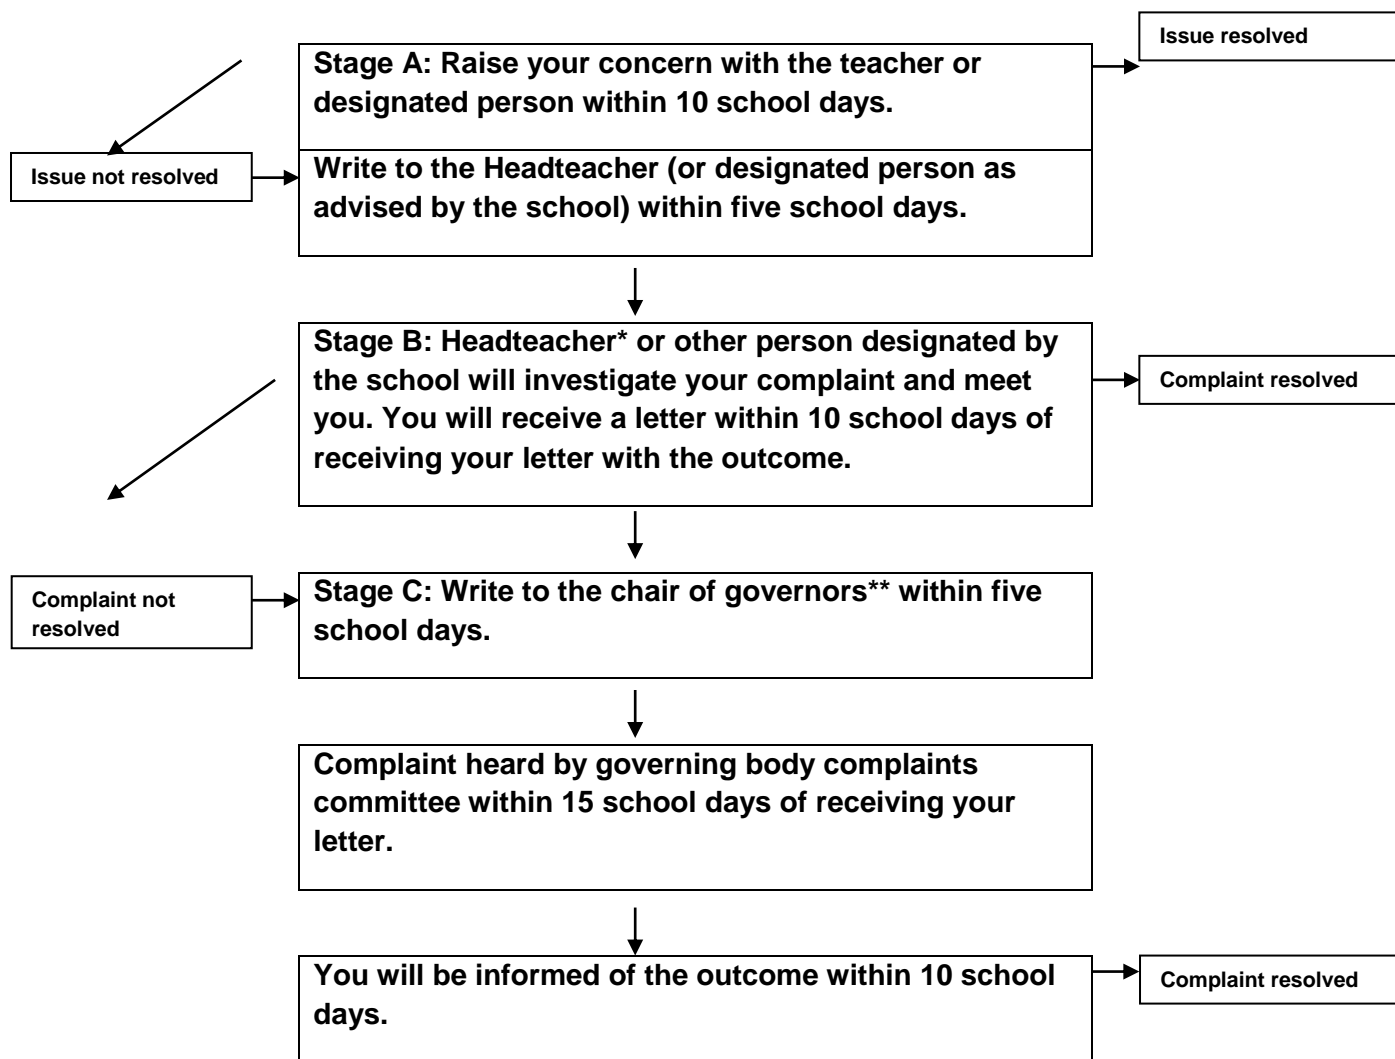 Issue resolved
Stage A: Raise your concern with the teacher or
designated person within 10 school days.
Issue not resolved
Write to the Headteacher (or designated person as
advised by the school) within five school days.
Stage B: Headteacher* or other person designated by
the school will investigate your complaint and meet
you. You will receive a letter within 10 school days of
receiving your letter with the outcome.
Complaint resolved
Complaint not
resolved
Stage C: Write to the chair of governors** within five
school days.
Complaint heard by governing body complaints
committee within 15 school days of receiving your
letter.
You will be informed of the outcome within 10 school
days.
Complaint resolved